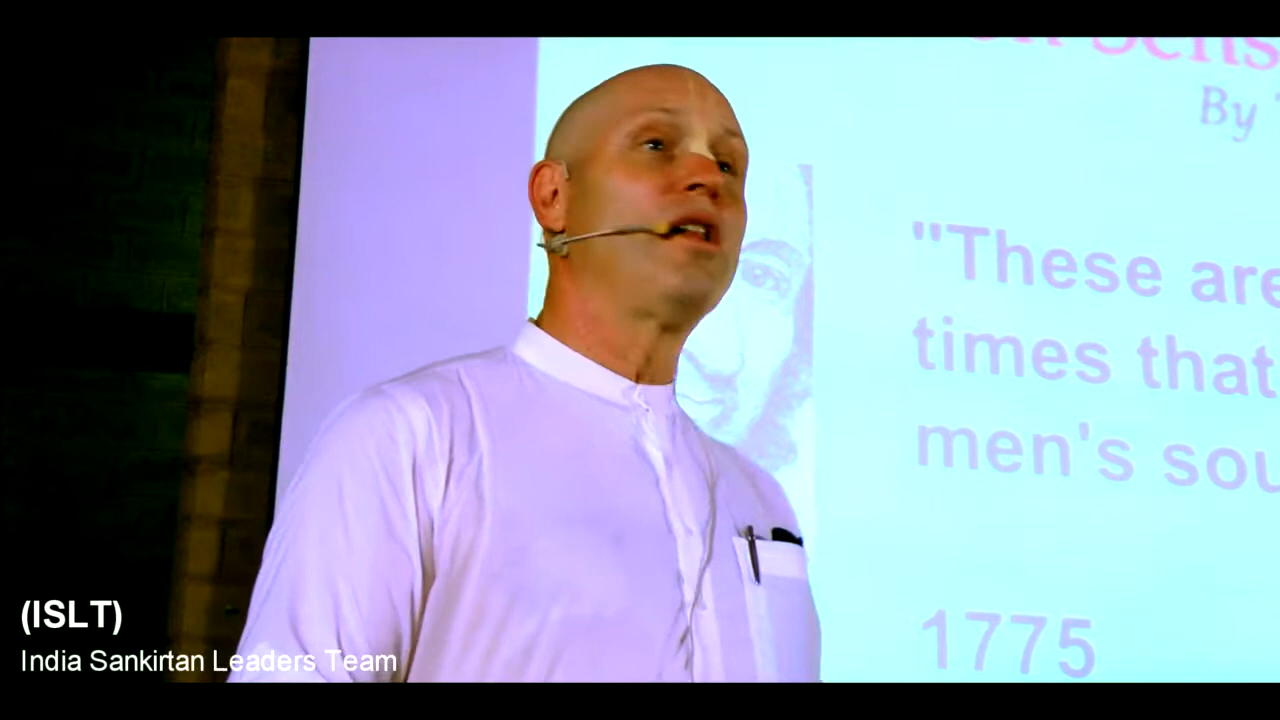 By
"These are
times that
men's sou
1775
(ISLT)
India Sankirtan Leaders Team